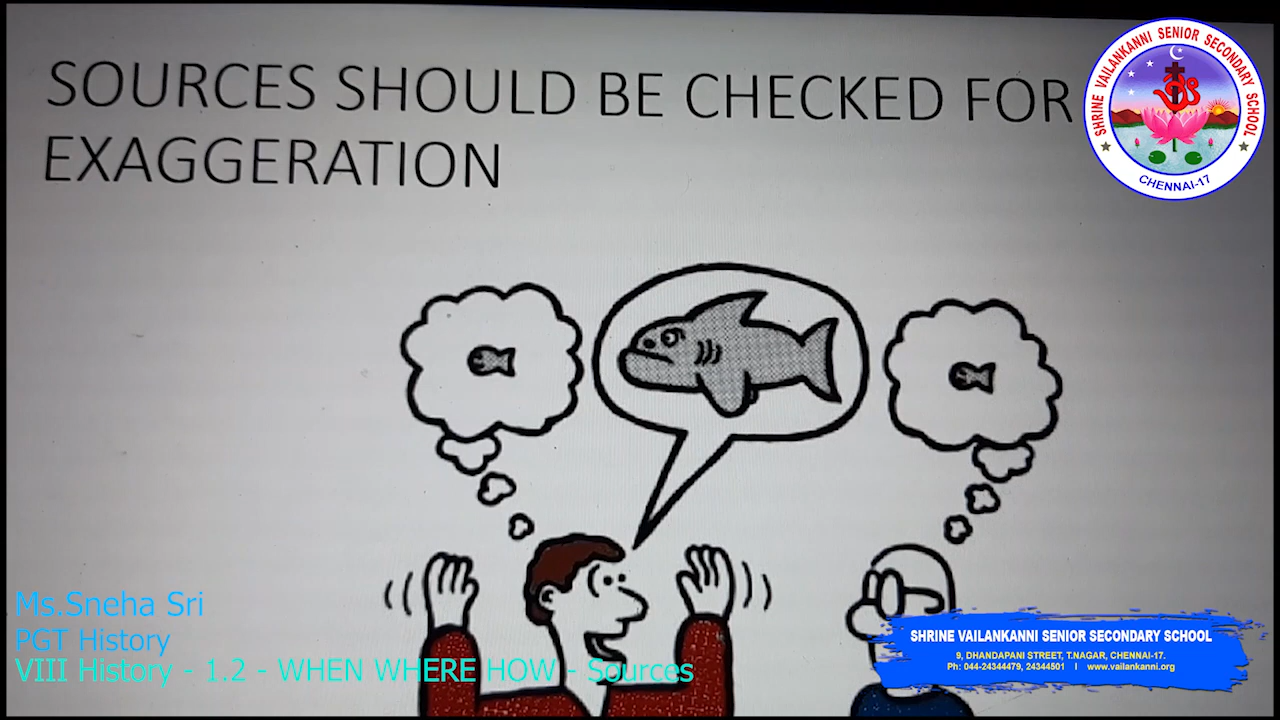 SOURCES SHOULD BE CHECKED FOR
EXAGGERATION
SHRINE VAILANKANNI SENIOR SECONDARY SCHOOL
CHENNAI-17
Ms.Sneha Sri
PGT History
VIII History - 1.2 - WHEN WHERE HOW - Sources
SHRINE VAILANKANNI SENIOR SECONDARY SCHOOL
9, DHANDAPANI STREET, T.NAGAR, CHENNAI-17.
Ph: 044-24344479, 24344501 I www.vailankanni.org